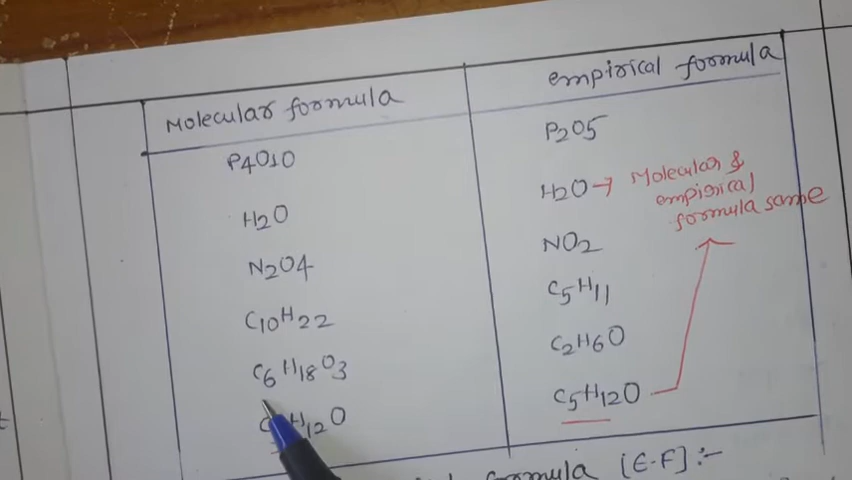 Molecular formula    empirical formula
P4O10    P2O5
H2O    H2O → Molecular & empirical formula same
N2O4    NO2
C10H22    C5H11
C6H18O3    C2H6O
H12O    C5H12O
formula [E.F] :-